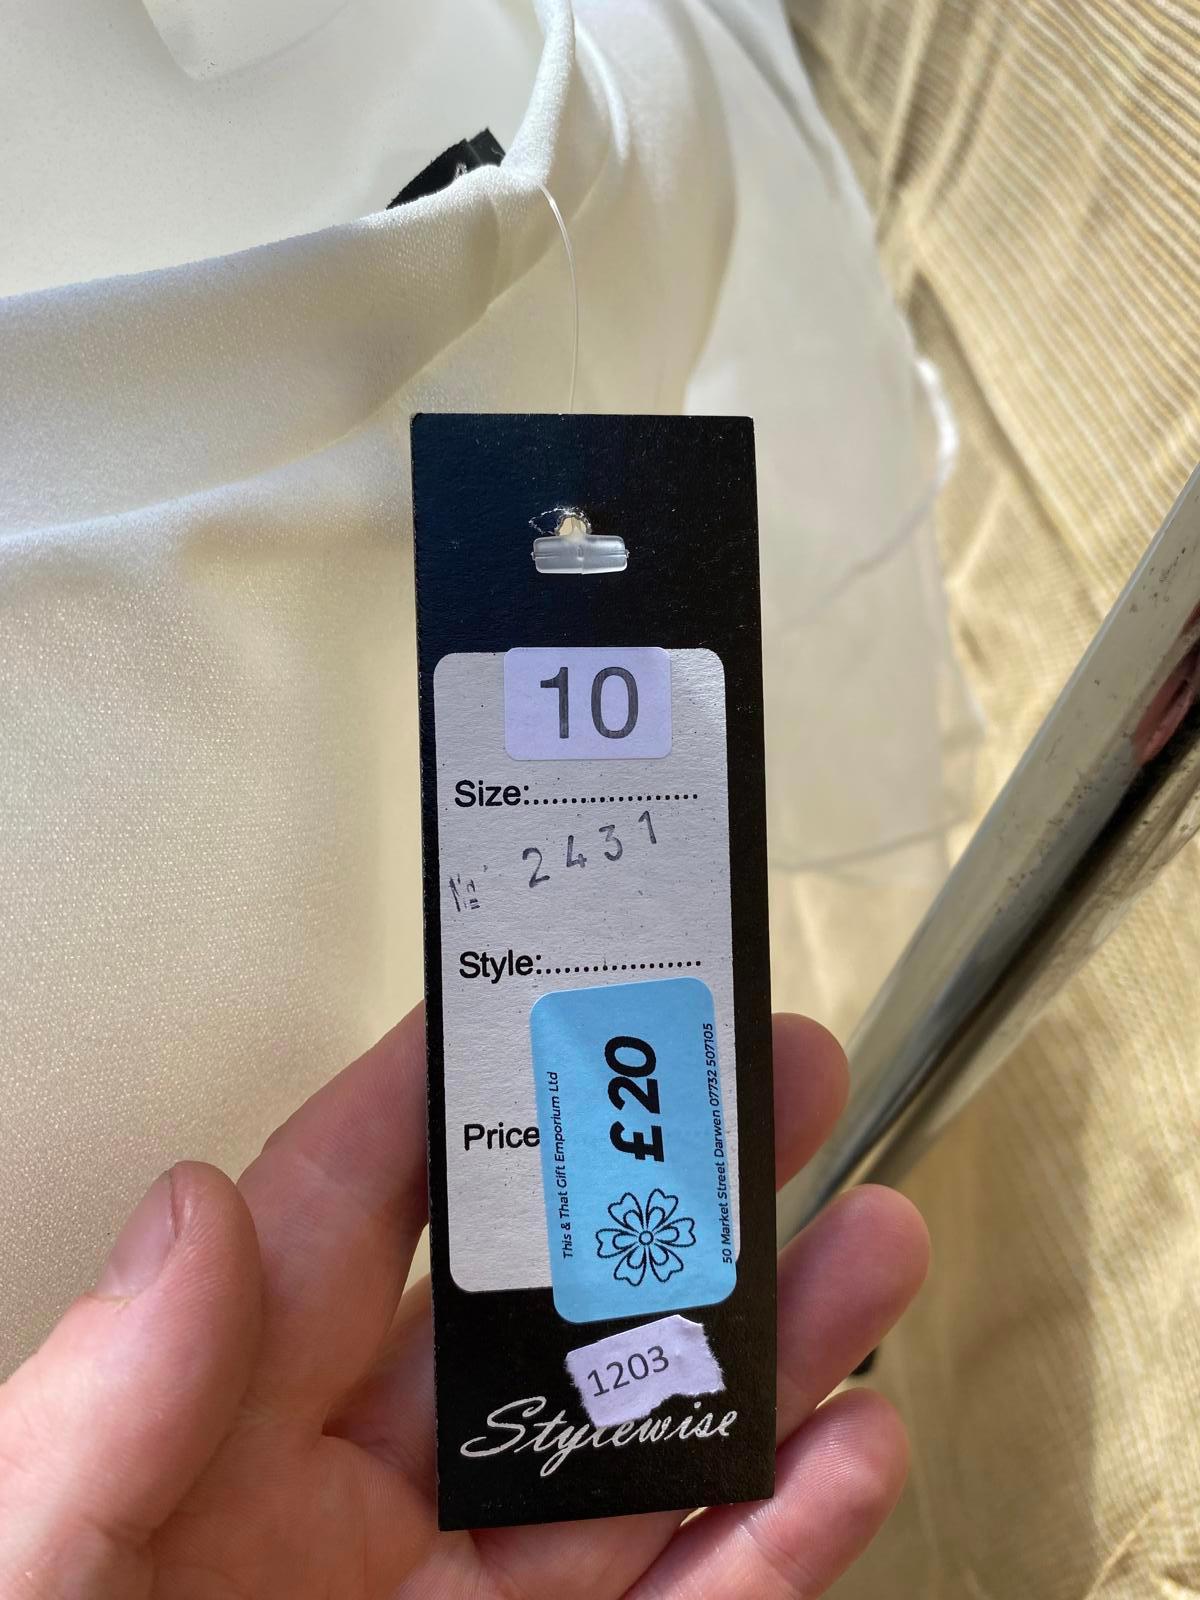 10
Size:...................
№ 2431
Style:..................
Price
This & That Gift Emporium Ltd
£20
50 Market Street Darwen 07732 507105
1203
Stylewise